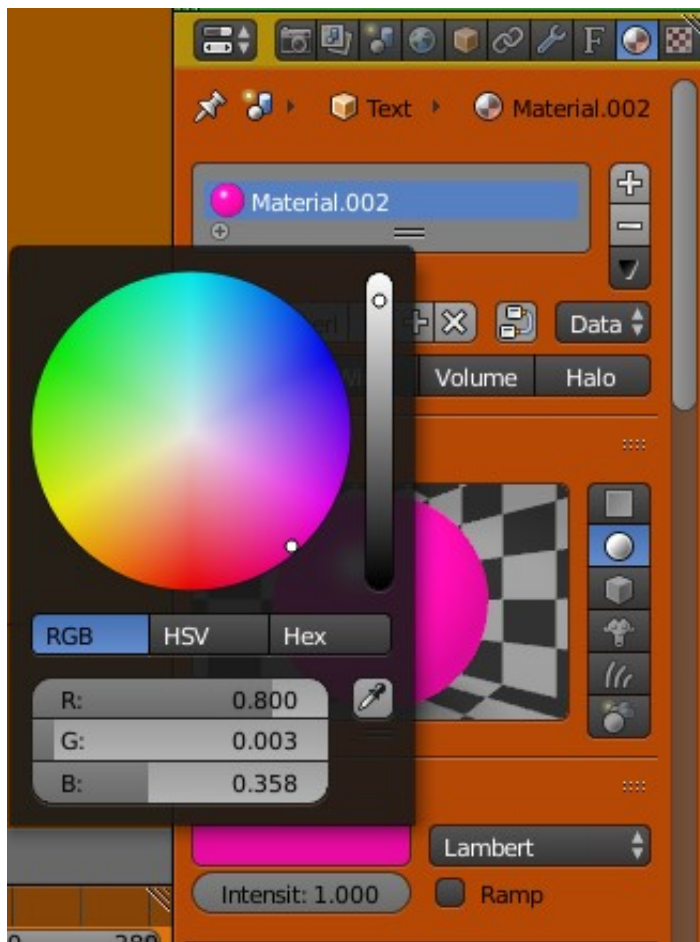 F
Text Material.002
Material.002
Data
Volume Halo
RGB HSV Hex
R: 0.800
G: 0.003
B: 0.358
Lambert
Intensit: 1.000 Ramp